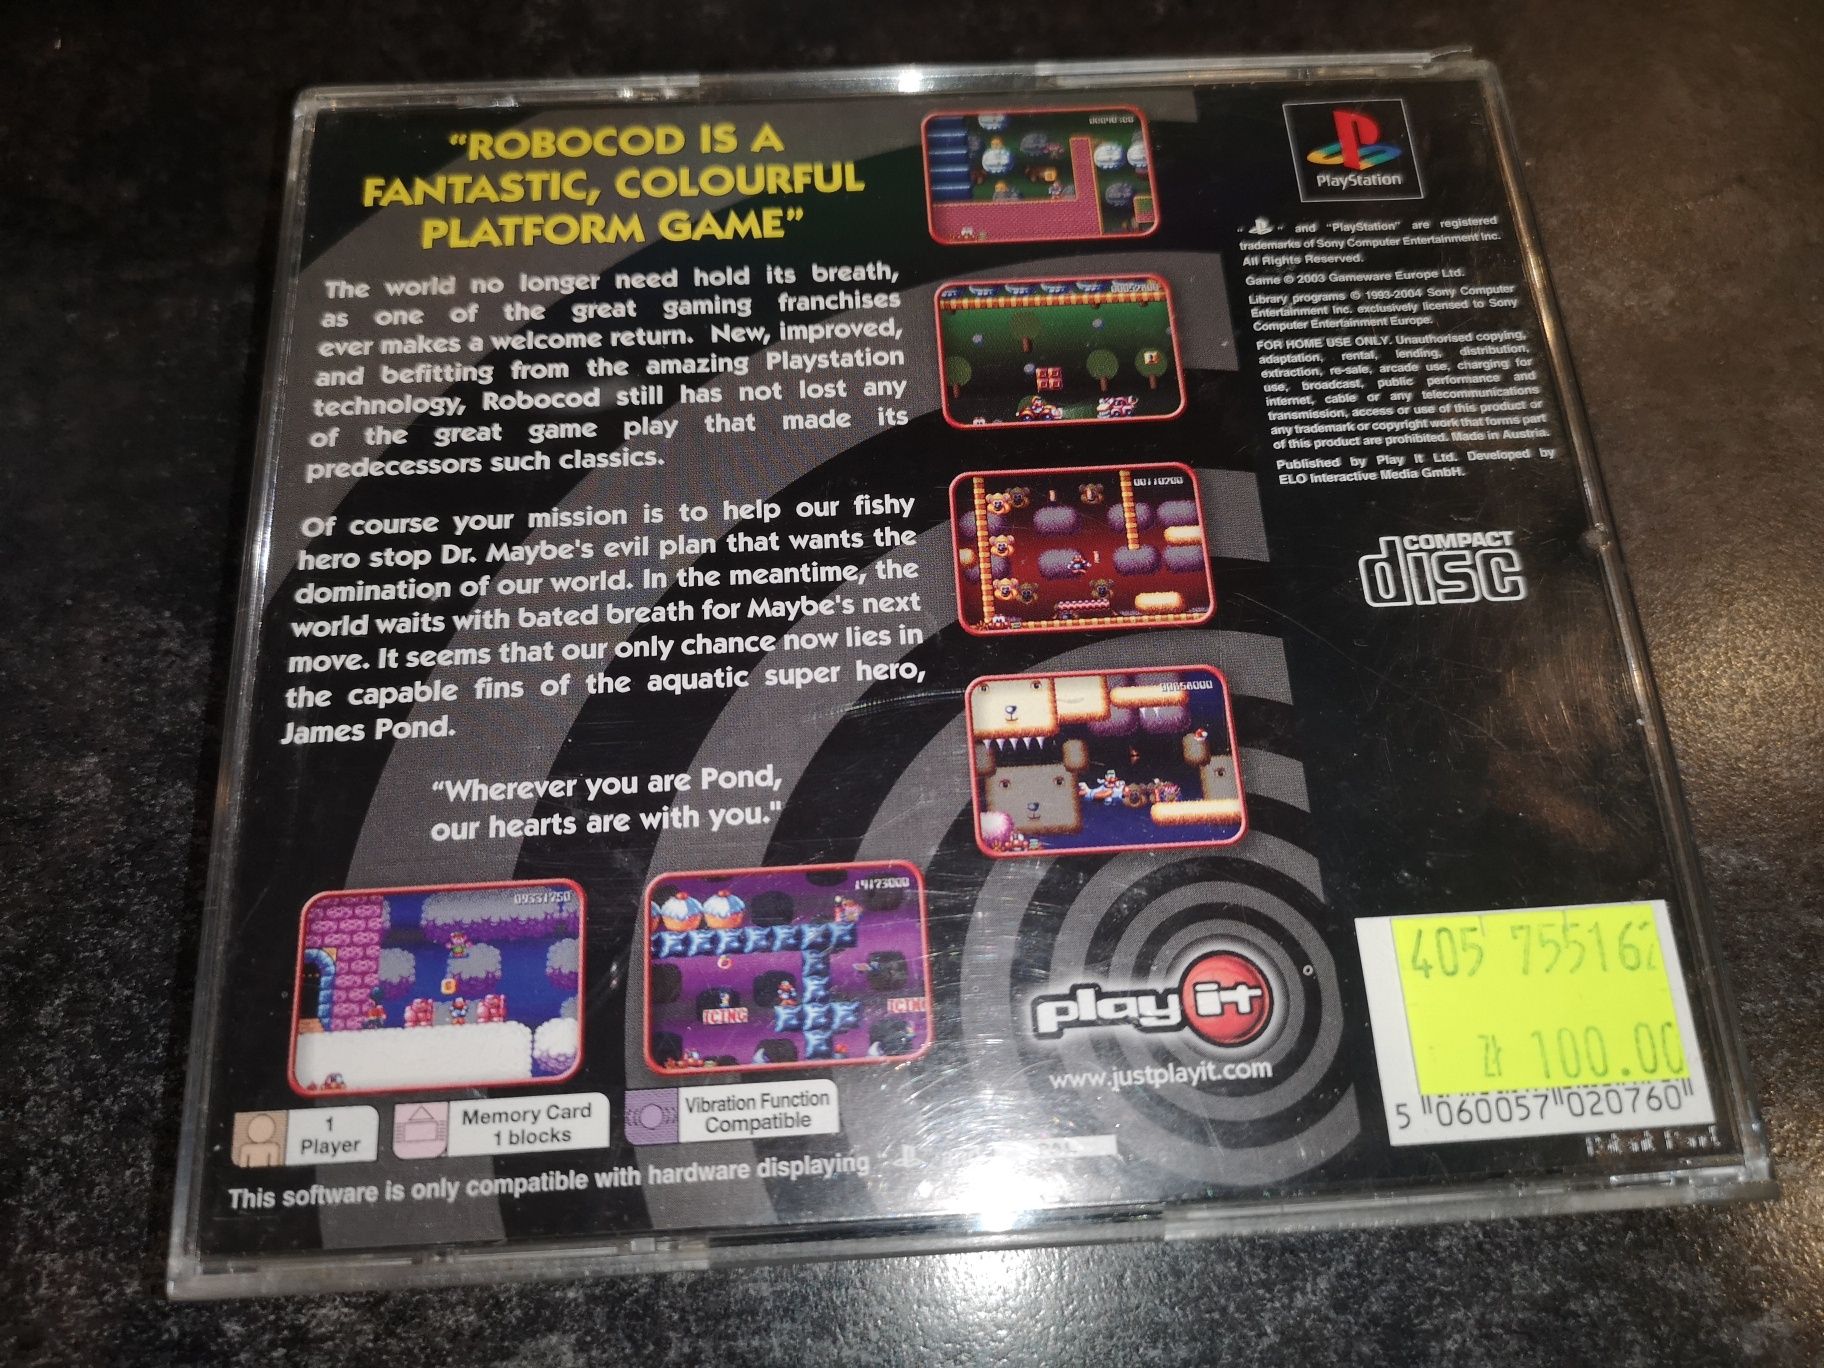 “ROBOCOD IS A
FANTASTIC, COLOURFUL
PLATFORM GAME”
The world no longer need hold its breath,
as one of the great gaming franchises
ever makes a welcome return. New, improved,
and befitting from the amazing Playstation
technology, Robocod still has not lost any
of the great game play that made its
predecessors such classics.
Of course your mission is to help our fishy
hero stop Dr. Maybe's evil plan that wants the
domination of our world. In the meantime, the
world waits with bated breath for Maybe's next
move. It seems that our only chance now lies in
the capable fins of the aquatic super hero,
James Pond.
“Wherever you are Pond,
our hearts are with you."
00110200
09331750
14173000
ICING
1
Player
Memory Card
1 blocks
Vibration Function
Compatible
This software is only compatible with hardware displaying
PlayStation
" " and "PlayStation" are registered
trademarks of Sony Computer Entertainment Inc.
All Rights Reserved.
Game © 2003 Gameware Europe Ltd.
Library programs © 1993-2004 Sony Computer
Entertainment Inc. exclusively licensed to Sony
Computer Entertainment Europe.
FOR HOME USE ONLY. Unauthorised copying,
adaptation, rental, lending, distribution,
extraction, re-sale, arcade use, charging for
use, broadcast, public performance and
internet, cable or any telecommunications
transmission, access or use of this product or
any trademark or copyright work that forms part
of this product are prohibited. Made in Austria.
Published by Play It Ltd. Developed by
ELO Interactive Media GmbH.
COMPACT
disc
play it
www.justplayit.com
405 755162
zł 100.00
5 060057 020760